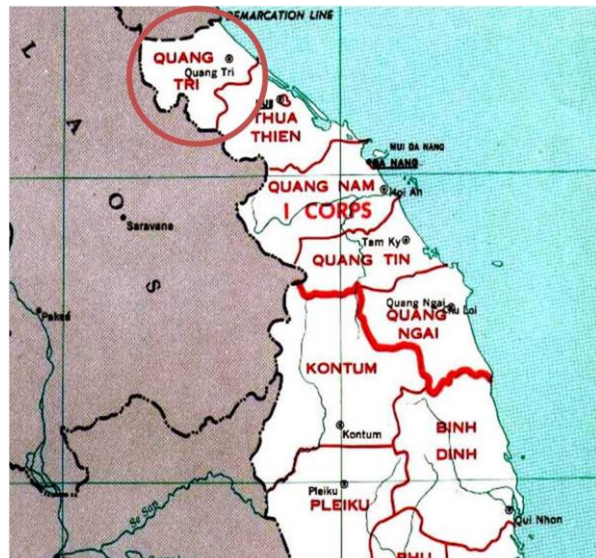 DEMARCATION LINE
QUANG
TRI
Quang Tri
HUE
THUA
THIEN
L
A
O
S
MUI DA NANG
DA NANG
QUANG NAM
Hoi An
I CORPS
Saravane
Tam Ky
QUANG TIN
Quang Ngai
Chu Loi
QUANG
NGAI
Pakse
KONTUM
Kontum
BINH
DINH
Pleiku
PLEIKU
Se San
Qui Nhon
PHU